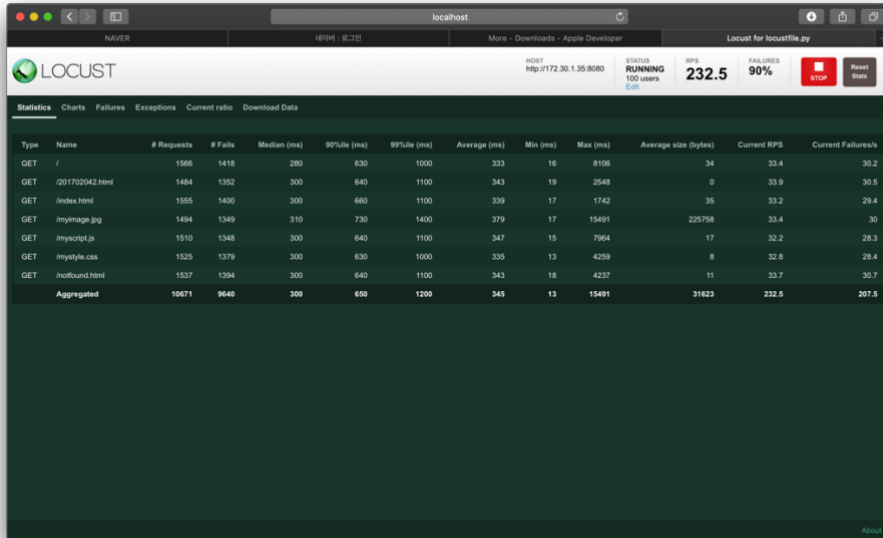 localhost
NAVER
네이버 : 로그인
More - Downloads - Apple Developer
Locust for locustfile.py
LOCUST
HOST
http://172.30.1.35:8080
STATUS
RUNNING
100 users
Edit
RPS
232.5
FAILURES
90%
STOP
Reset
Stats
Statistics Charts Failures Exceptions Current ratio Download Data
Type Name # Requests # Fails Median (ms) 90%ile (ms) 99%ile (ms) Average (ms) Min (ms) Max (ms) Average size (bytes) Current RPS Current Failures/s
GET / 1566 1418 280 630 1000 333 16 8106 34 33.4 30.2
GET /201702042.html 1484 1352 300 640 1100 343 19 2548 0 33.9 30.5
GET /index.html 1555 1400 300 660 1100 339 17 1742 35 33.2 29.4
GET /myimage.jpg 1494 1349 310 730 1400 379 17 15491 225758 33.4 30
GET /myscript.js 1510 1348 300 640 1100 347 15 7964 17 32.2 28.3
GET /mystyle.css 1525 1379 300 630 1000 335 13 4259 8 32.8 28.4
GET /notfound.html 1537 1394 300 640 1100 343 18 4237 11 33.7 30.7
Aggregated 10671 9640 300 650 1200 345 13 15491 31623 232.5 207.5
About